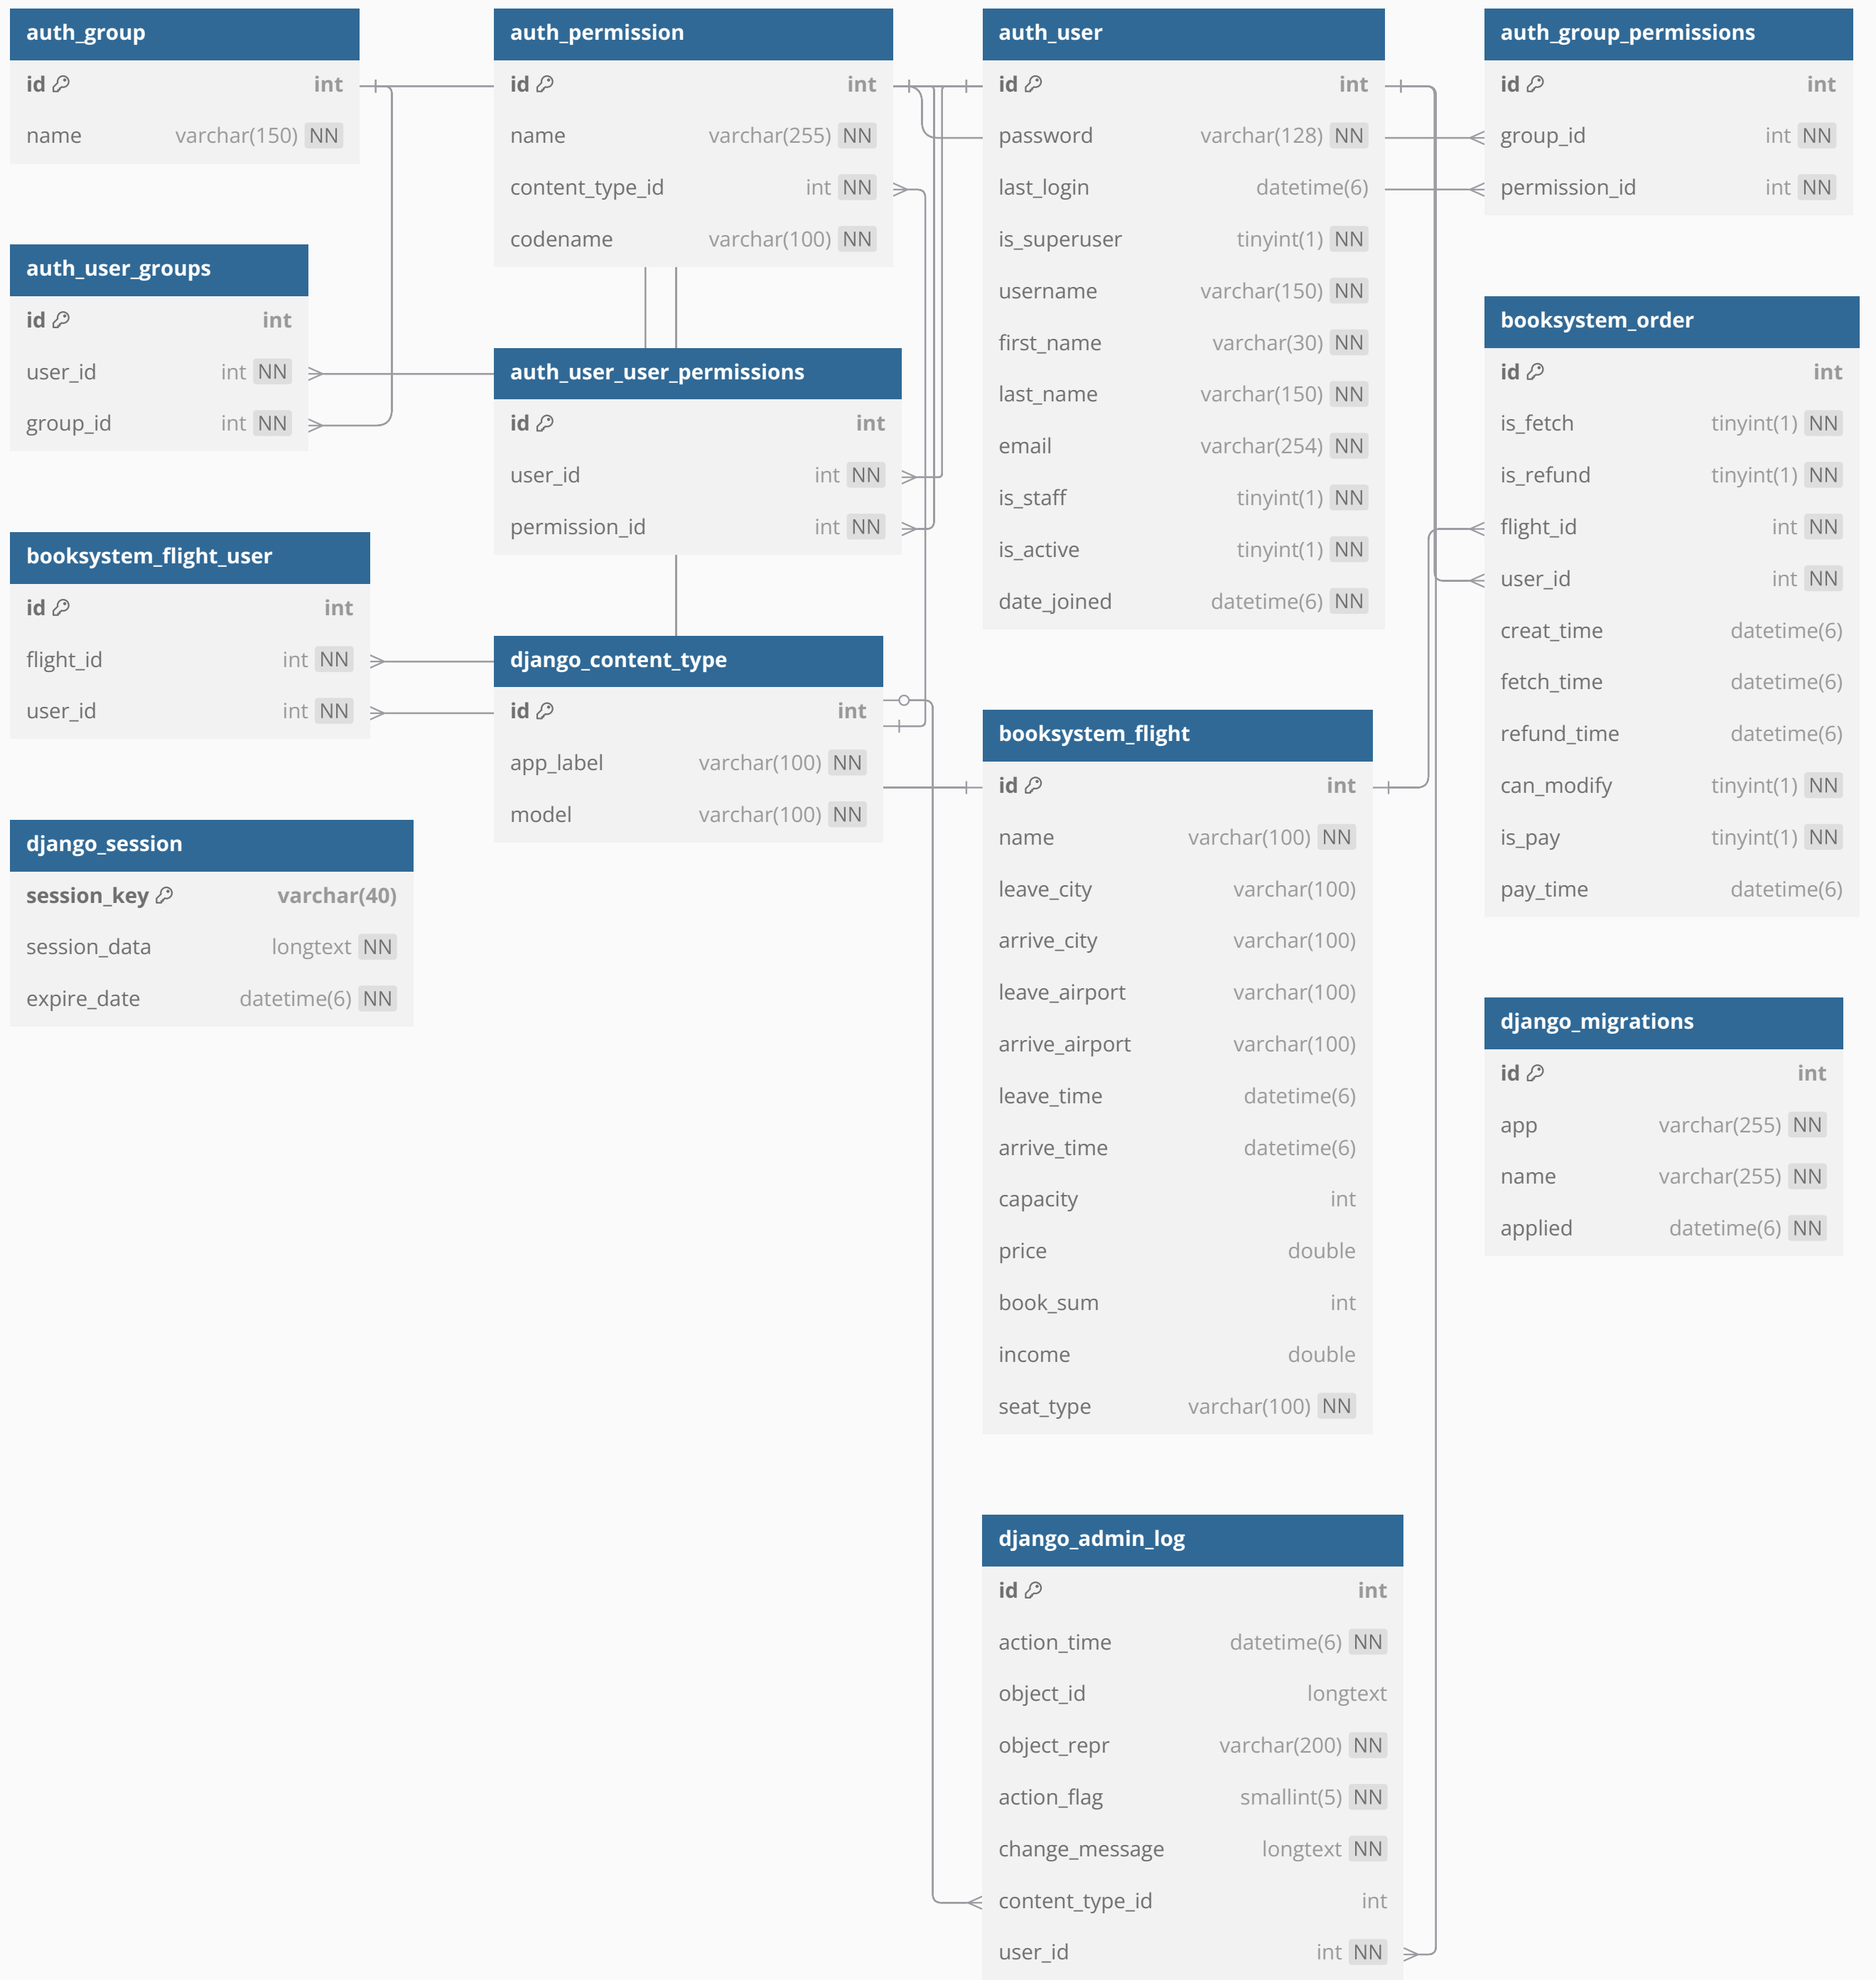 auth_group
id int
name varchar(150) NN
auth_user_groups
id int
user_id int NN
group_id int NN
booksystem_flight_user
id int
flight_id int NN
user_id int NN
django_session
session_key varchar(40)
session_data longtext NN
expire_date datetime(6) NN
auth_permission
id int
name varchar(255) NN
content_type_id int NN
codename varchar(100) NN
auth_user_user_permissions
id int
user_id int NN
permission_id int NN
django_content_type
id int
app_label varchar(100) NN
model varchar(100) NN
auth_user
id int
password varchar(128) NN
last_login datetime(6)
is_superuser tinyint(1) NN
username varchar(150) NN
first_name varchar(30) NN
last_name varchar(150) NN
email varchar(254) NN
is_staff tinyint(1) NN
is_active tinyint(1) NN
date_joined datetime(6) NN
booksystem_flight
id int
name varchar(100) NN
leave_city varchar(100)
arrive_city varchar(100)
leave_airport varchar(100)
arrive_airport varchar(100)
leave_time datetime(6)
arrive_time datetime(6)
capacity int
price double
book_sum int
income double
seat_type varchar(100) NN
django_admin_log
id int
action_time datetime(6) NN
object_id longtext
object_repr varchar(200) NN
action_flag smallint(5) NN
change_message longtext NN
content_type_id int
user_id int NN
auth_group_permissions
id int
group_id int NN
permission_id int NN
booksystem_order
id int
is_fetch tinyint(1) NN
is_refund tinyint(1) NN
flight_id int NN
user_id int NN
creat_time datetime(6)
fetch_time datetime(6)
refund_time datetime(6)
can_modify tinyint(1) NN
is_pay tinyint(1) NN
pay_time datetime(6)
django_migrations
id int
app varchar(255) NN
name varchar(255) NN
applied datetime(6) NN